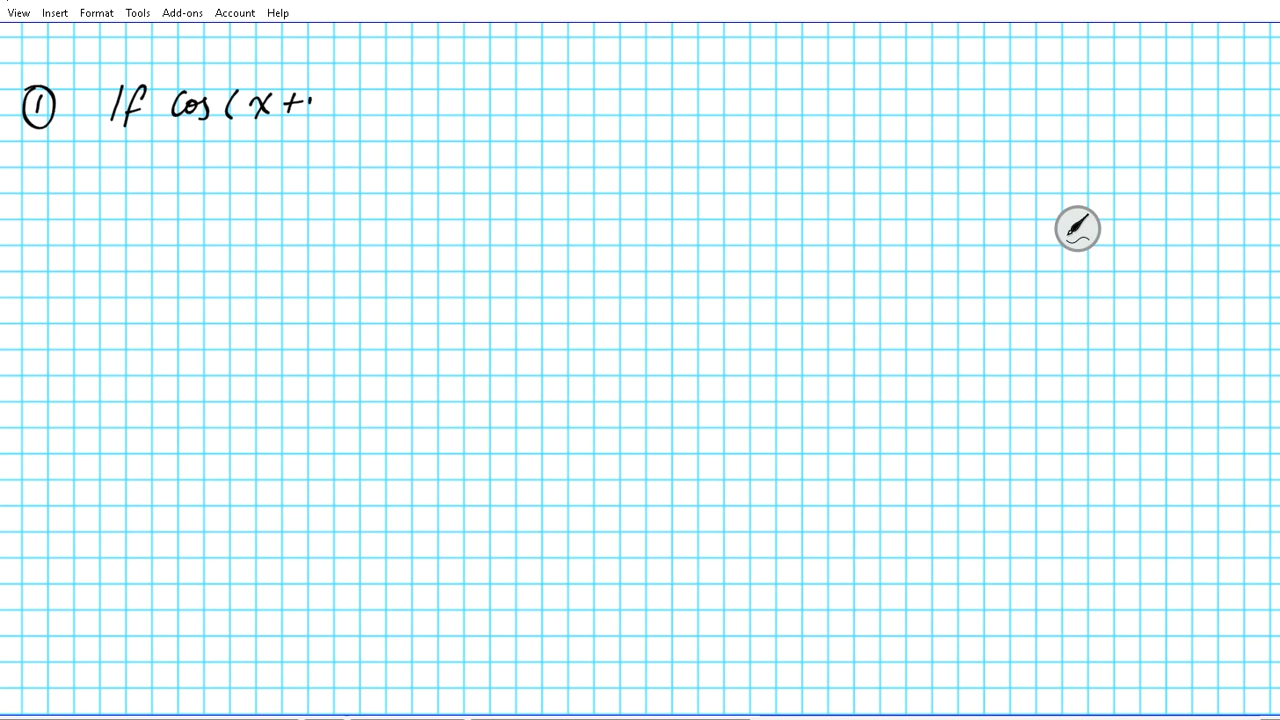 View Insert Format Tools Add-ons Account Help
① If cos(x+